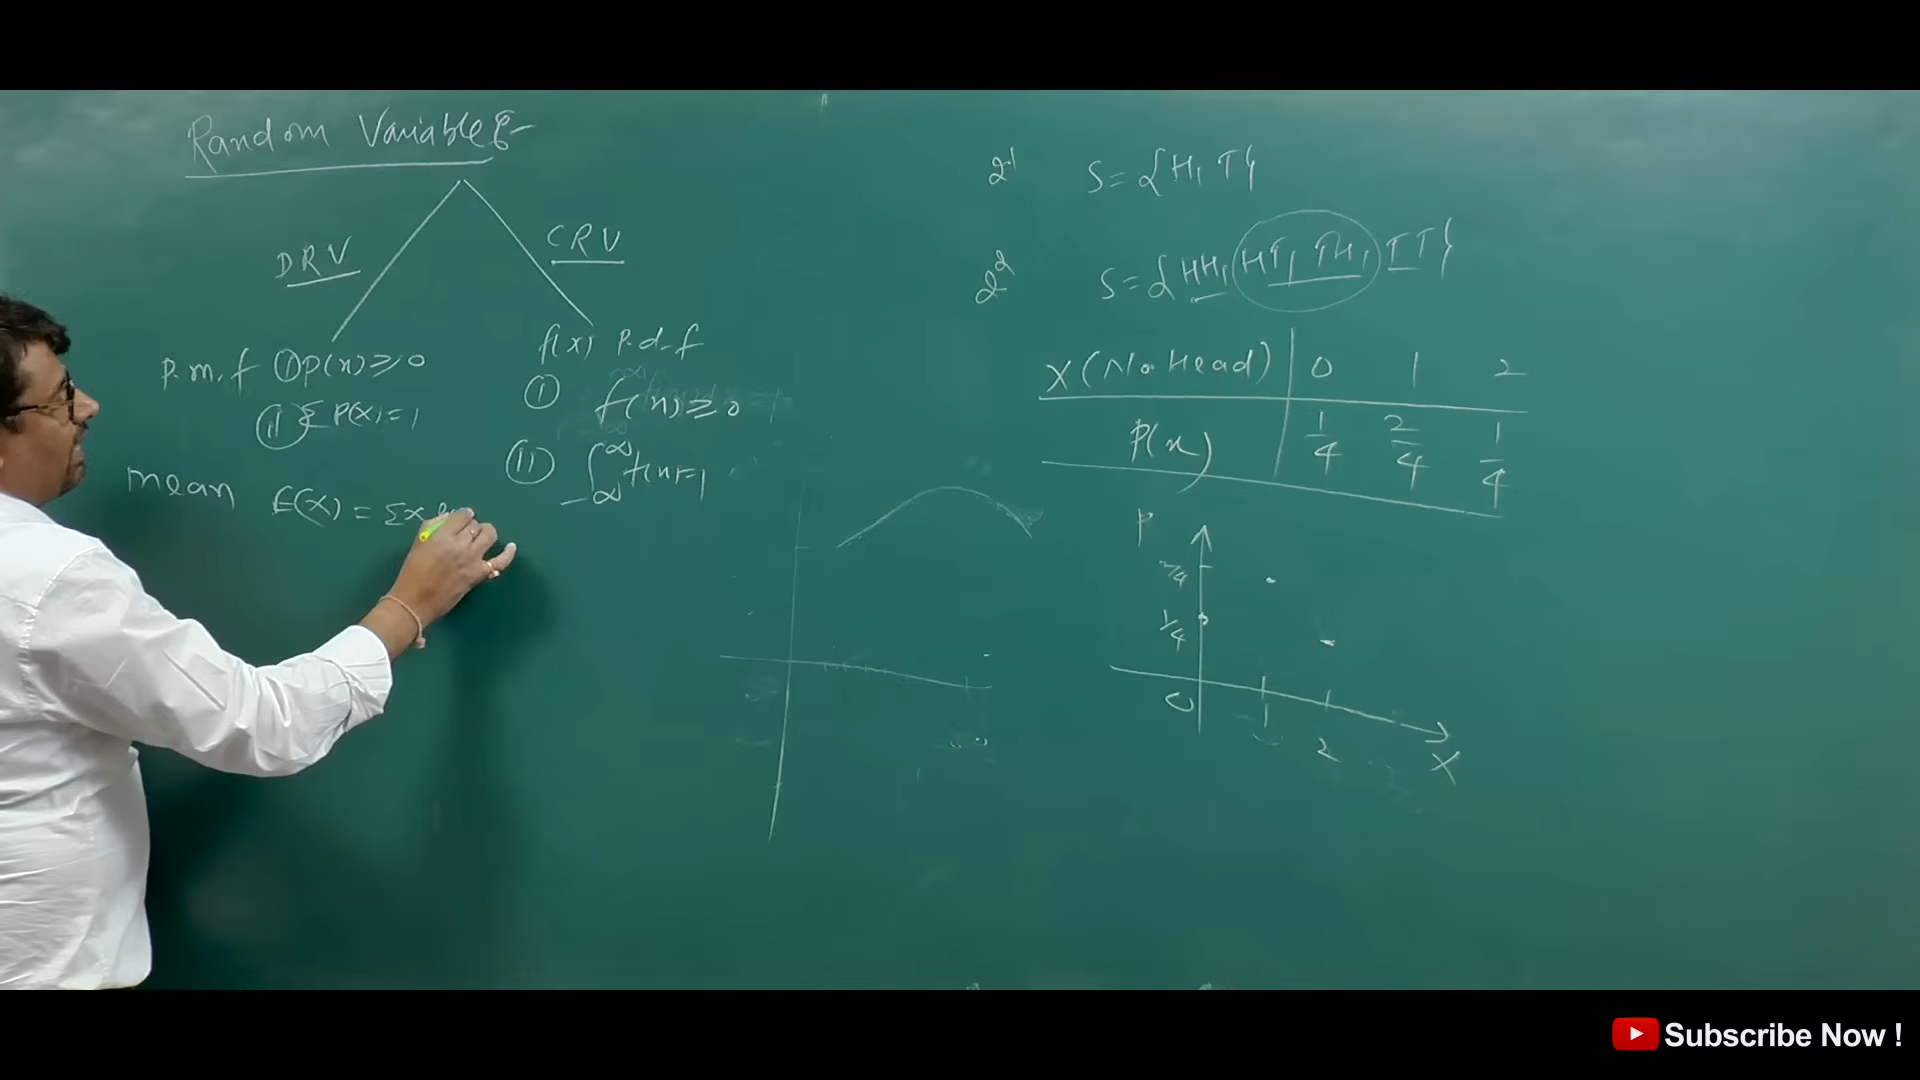 Random Variable :-
DRV
CRV
p.m.f ① p(x) ≥ 0
(ii) Σ P(x) = 1
mean E(X) = Σx
f(x) p.d.f
① f(x) ≥ 0
(ii) ∫_{-∞}^{∞} f(x) = 1
2¹ S = {H, T}
2² S = {HH, HT, TH, TT}
X (No Head) 0 1 2
P(x) 1/4 2/4 1/4
P
2/4
1/4
0 1 2 X
Subscribe Now !